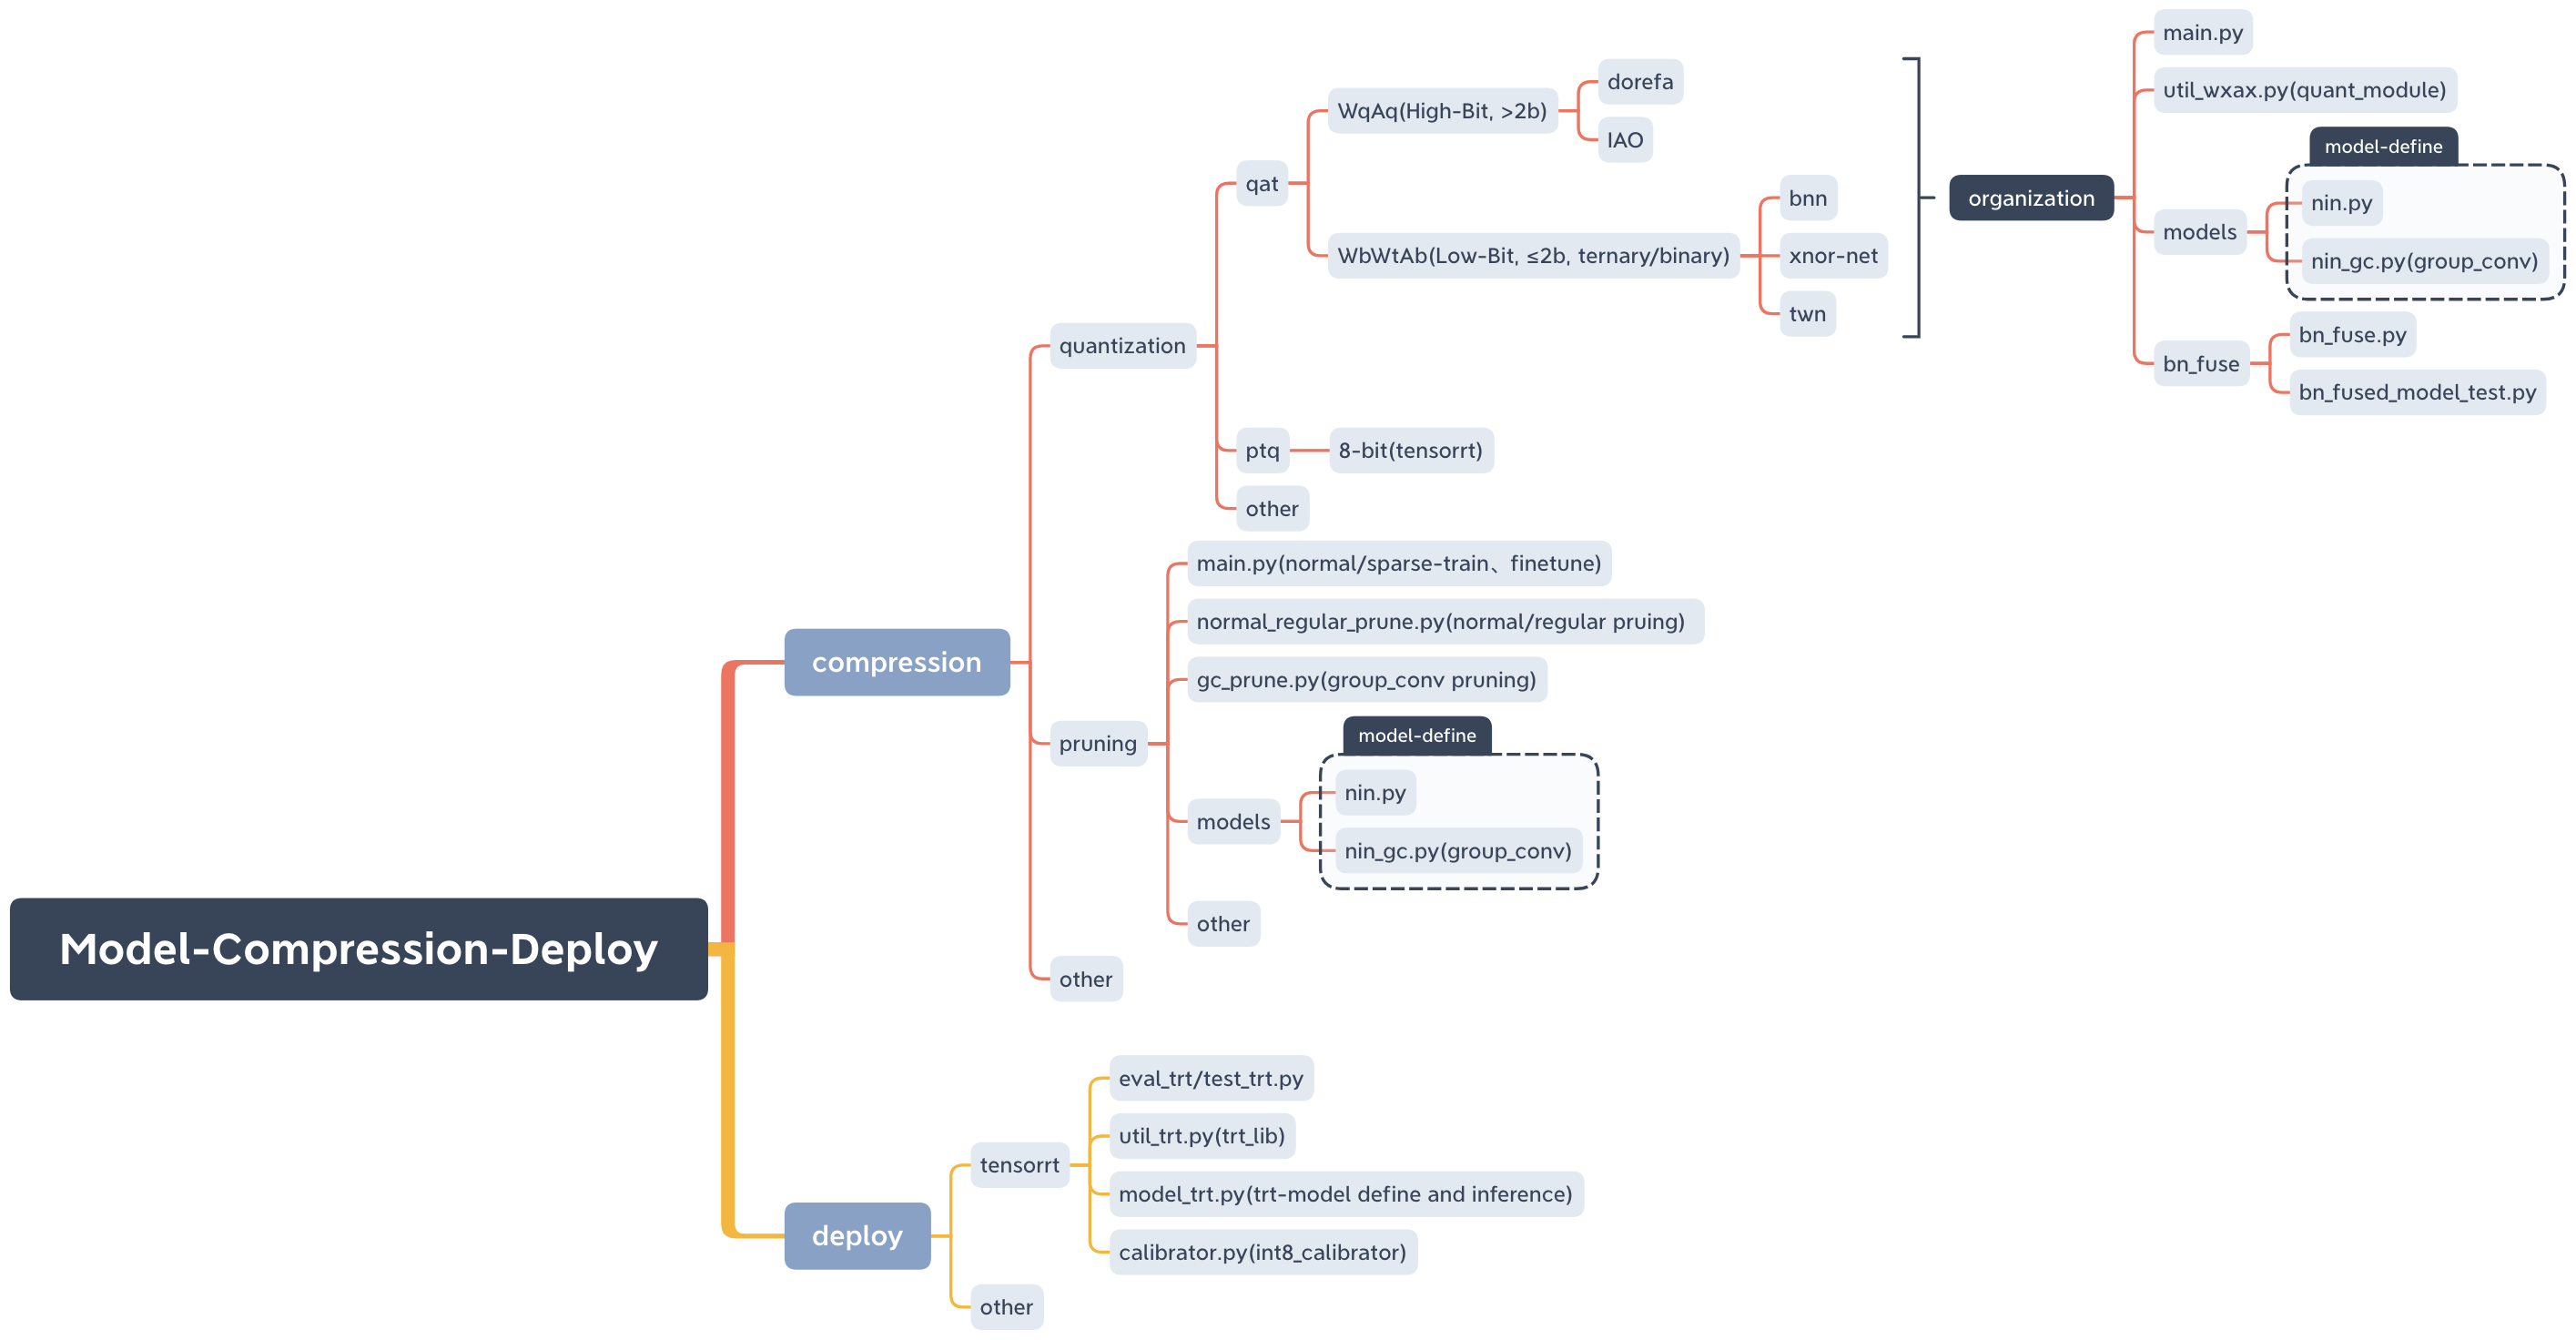 Model-Compression-Deploy
compression
quantization
qat
WqAq(High-Bit, >2b)
dorefa
IAO
WbWtAb(Low-Bit, ≤2b, ternary/binary)
bnn
xnor-net
twn
organization
main.py
util_wxax.py(quant_module)
models
model-define
nin.py
nin_gc.py(group_conv)
bn_fuse
bn_fuse.py
bn_fused_model_test.py
ptq
8-bit(tensorrt)
other
pruning
main.py(normal/sparse-train、finetune)
normal_regular_prune.py(normal/regular pruing)
gc_prune.py(group_conv pruning)
models
model-define
nin.py
nin_gc.py(group_conv)
other
other
deploy
tensorrt
eval_trt/test_trt.py
util_trt.py(trt_lib)
model_trt.py(trt-model define and inference)
calibrator.py(int8_calibrator)
other